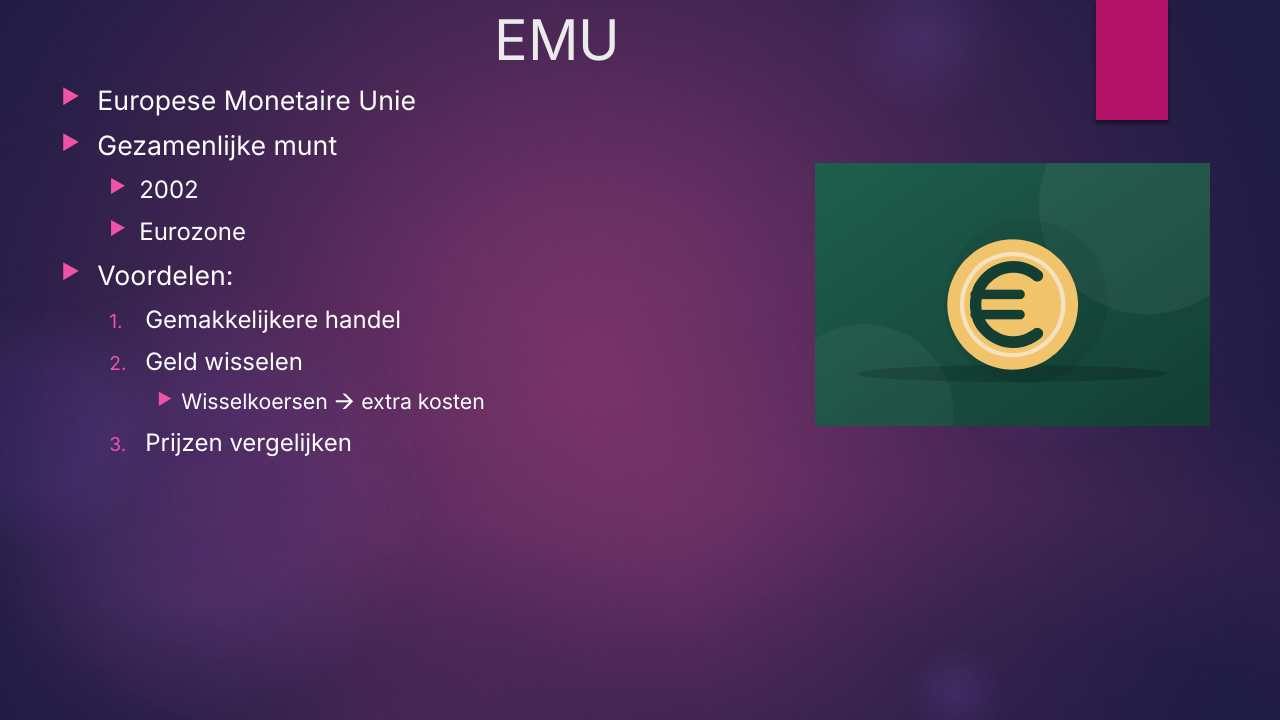 EMU
Europese Monetaire Unie
Gezamenlijke munt
2002
Eurozone
Voordelen:
1. Gemakkelijkere handel
2. Geld wisselen
Wisselkoersen → extra kosten
3. Prijzen vergelijken